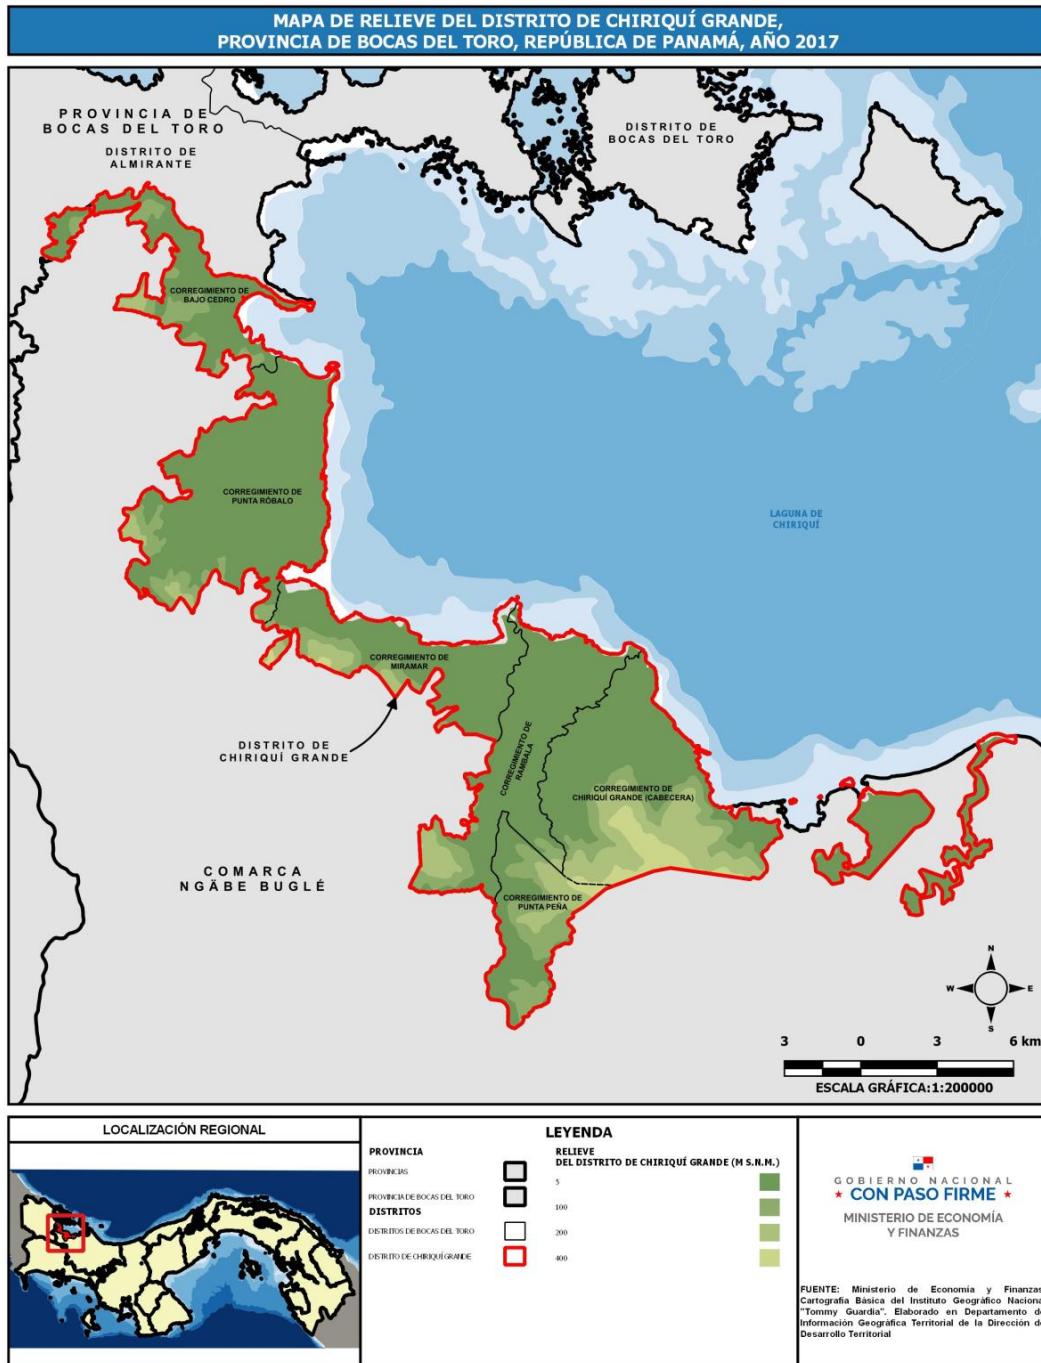 MAPA DE RELIEVE DEL DISTRITO DE CHIRIQUÍ GRANDE,
PROVINCIA DE BOCAS DEL TORO, REPÚBLICA DE PANAMÁ, AÑO 2017
PROVINCIA DE
BOCAS DEL TORO
DISTRITO DE
ALMIRANTE
DISTRITO DE
BOCAS DEL TORO
CORREGIMIENTO DE
BAJO CEDRO
CORREGIMIENTO DE
PUNTA RÓBALO
LAGUNA DE
CHIRIQUÍ
CORREGIMIENTO DE
MIRAMAR
DISTRITO DE
CHIRIQUÍ GRANDE
CORREGIMIENTO DE
RAMBALA
CORREGIMIENTO DE
CHIRIQUÍ GRANDE (CABECERA)
COMARCA
NGÄBE BUGLÉ
CORREGIMIENTO DE
PUNTA PEÑA
N
W E
S
3 0 3 6 km
ESCALA GRÁFICA:1:200000
LOCALIZACIÓN REGIONAL
LEYENDA
PROVINCIA
PROVINCIAS
PROVINCIA DE BOCAS DEL TORO
DISTRITOS
DISTRITOS DE BOCAS DEL TORO
DISTRITO DE CHIRIQUÍ GRANDE
RELIEVE
DEL DISTRITO DE CHIRIQUÍ GRANDE (M S.N.M.)
5
100
200
400
GOBIERNO NACIONAL
★ CON PASO FIRME ★
MINISTERIO DE ECONOMÍA
Y FINANZAS
FUENTE: Ministerio de Economía y Finanzas
Cartografía Básica del Instituto Geográfico Naciona
"Tommy Guardia". Elaborado en Departamento d
Información Geográfica Territorial de la Dirección d
Desarrollo Territorial